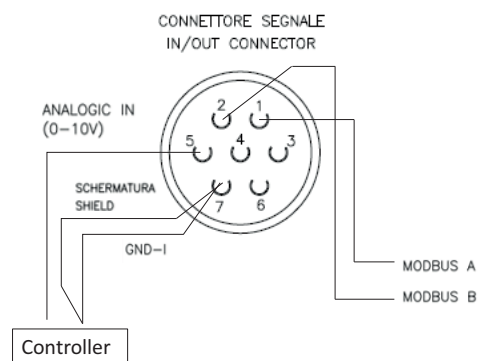 CONNETTORE SEGNALE
IN/OUT CONNECTOR
ANALOGIC IN
(0-10V)
2
1
5
4
3
SCHERMATURA
SHIELD
7
6
GND-I
MODBUS A
MODBUS B
Controller